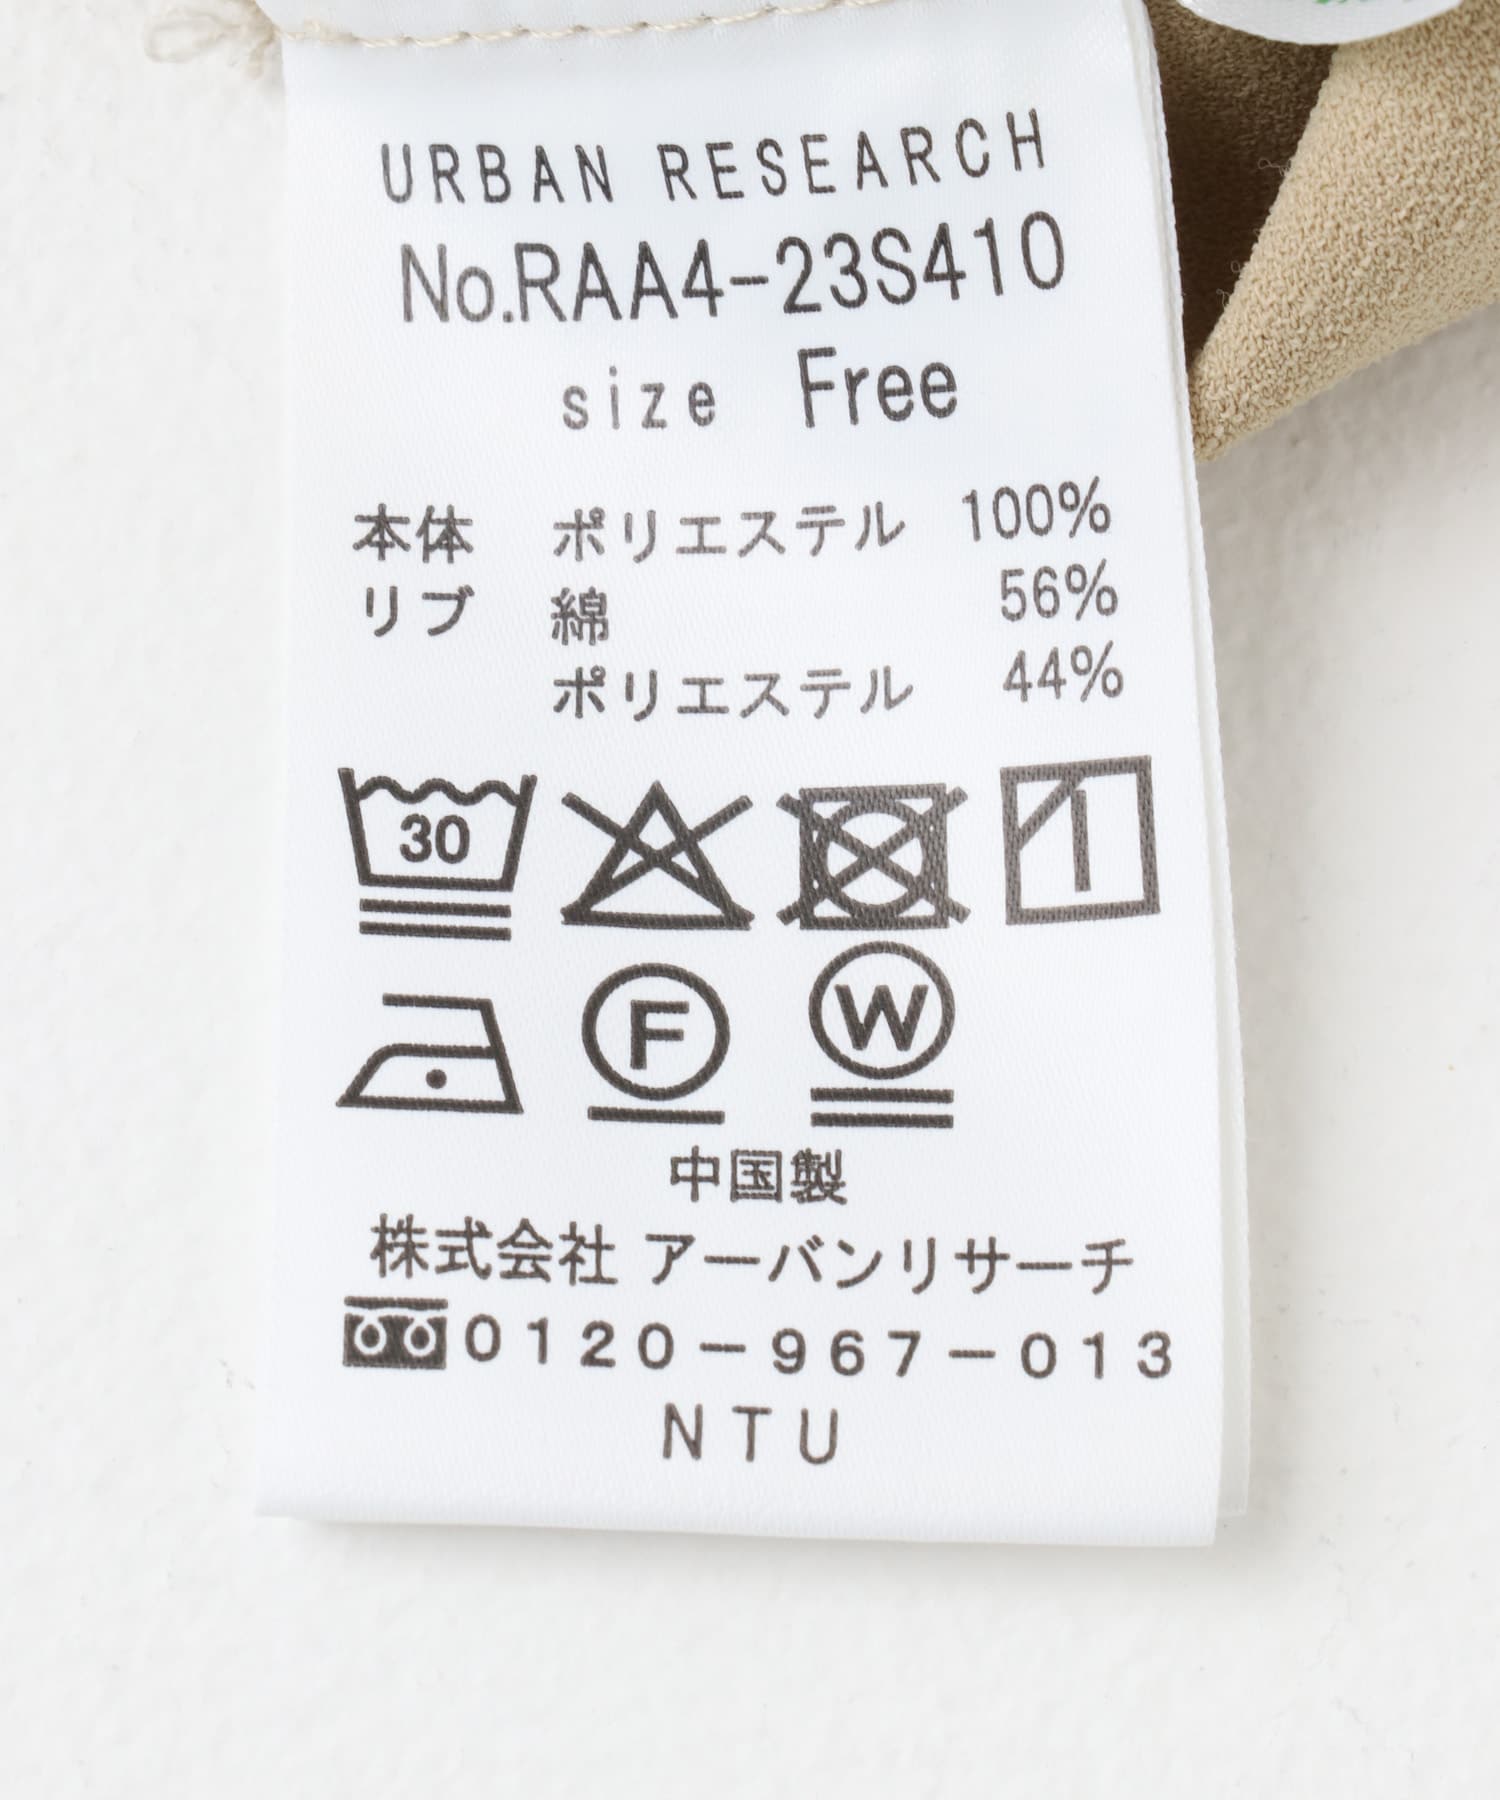 URBAN RESEARCH
No.RAA4-23S410
size Free
本体 ポリエステル 100%
リブ 綿 56%
ポリエステル 44%
30
F W
中国製
株式会社 アーバンリサーチ
0120-967-013
NTU